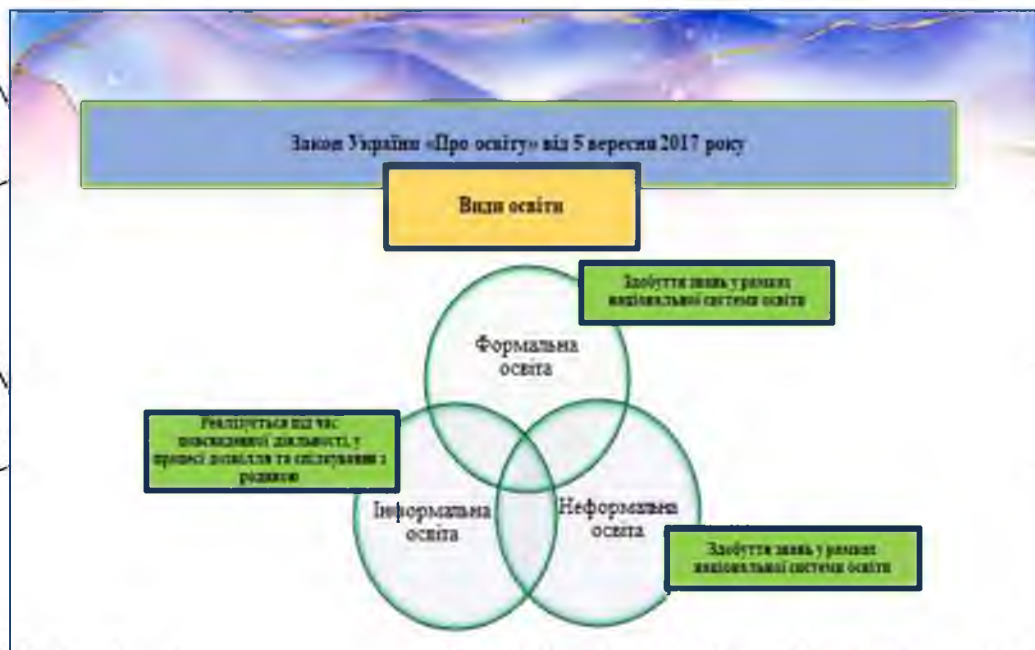 Закон України «Про освіту» від 5 вересня 2017 року
Види освіти
Здобуття знань у рамках
національної системи освіти
Формальна
освіта
Реалізується під час
повсякденної діяльності, у
процесі дозвілля та спілкування з
родиною
Інформальна
освіта
Неформальна
освіта
Здобуття знань у рамках
національної системи освіти